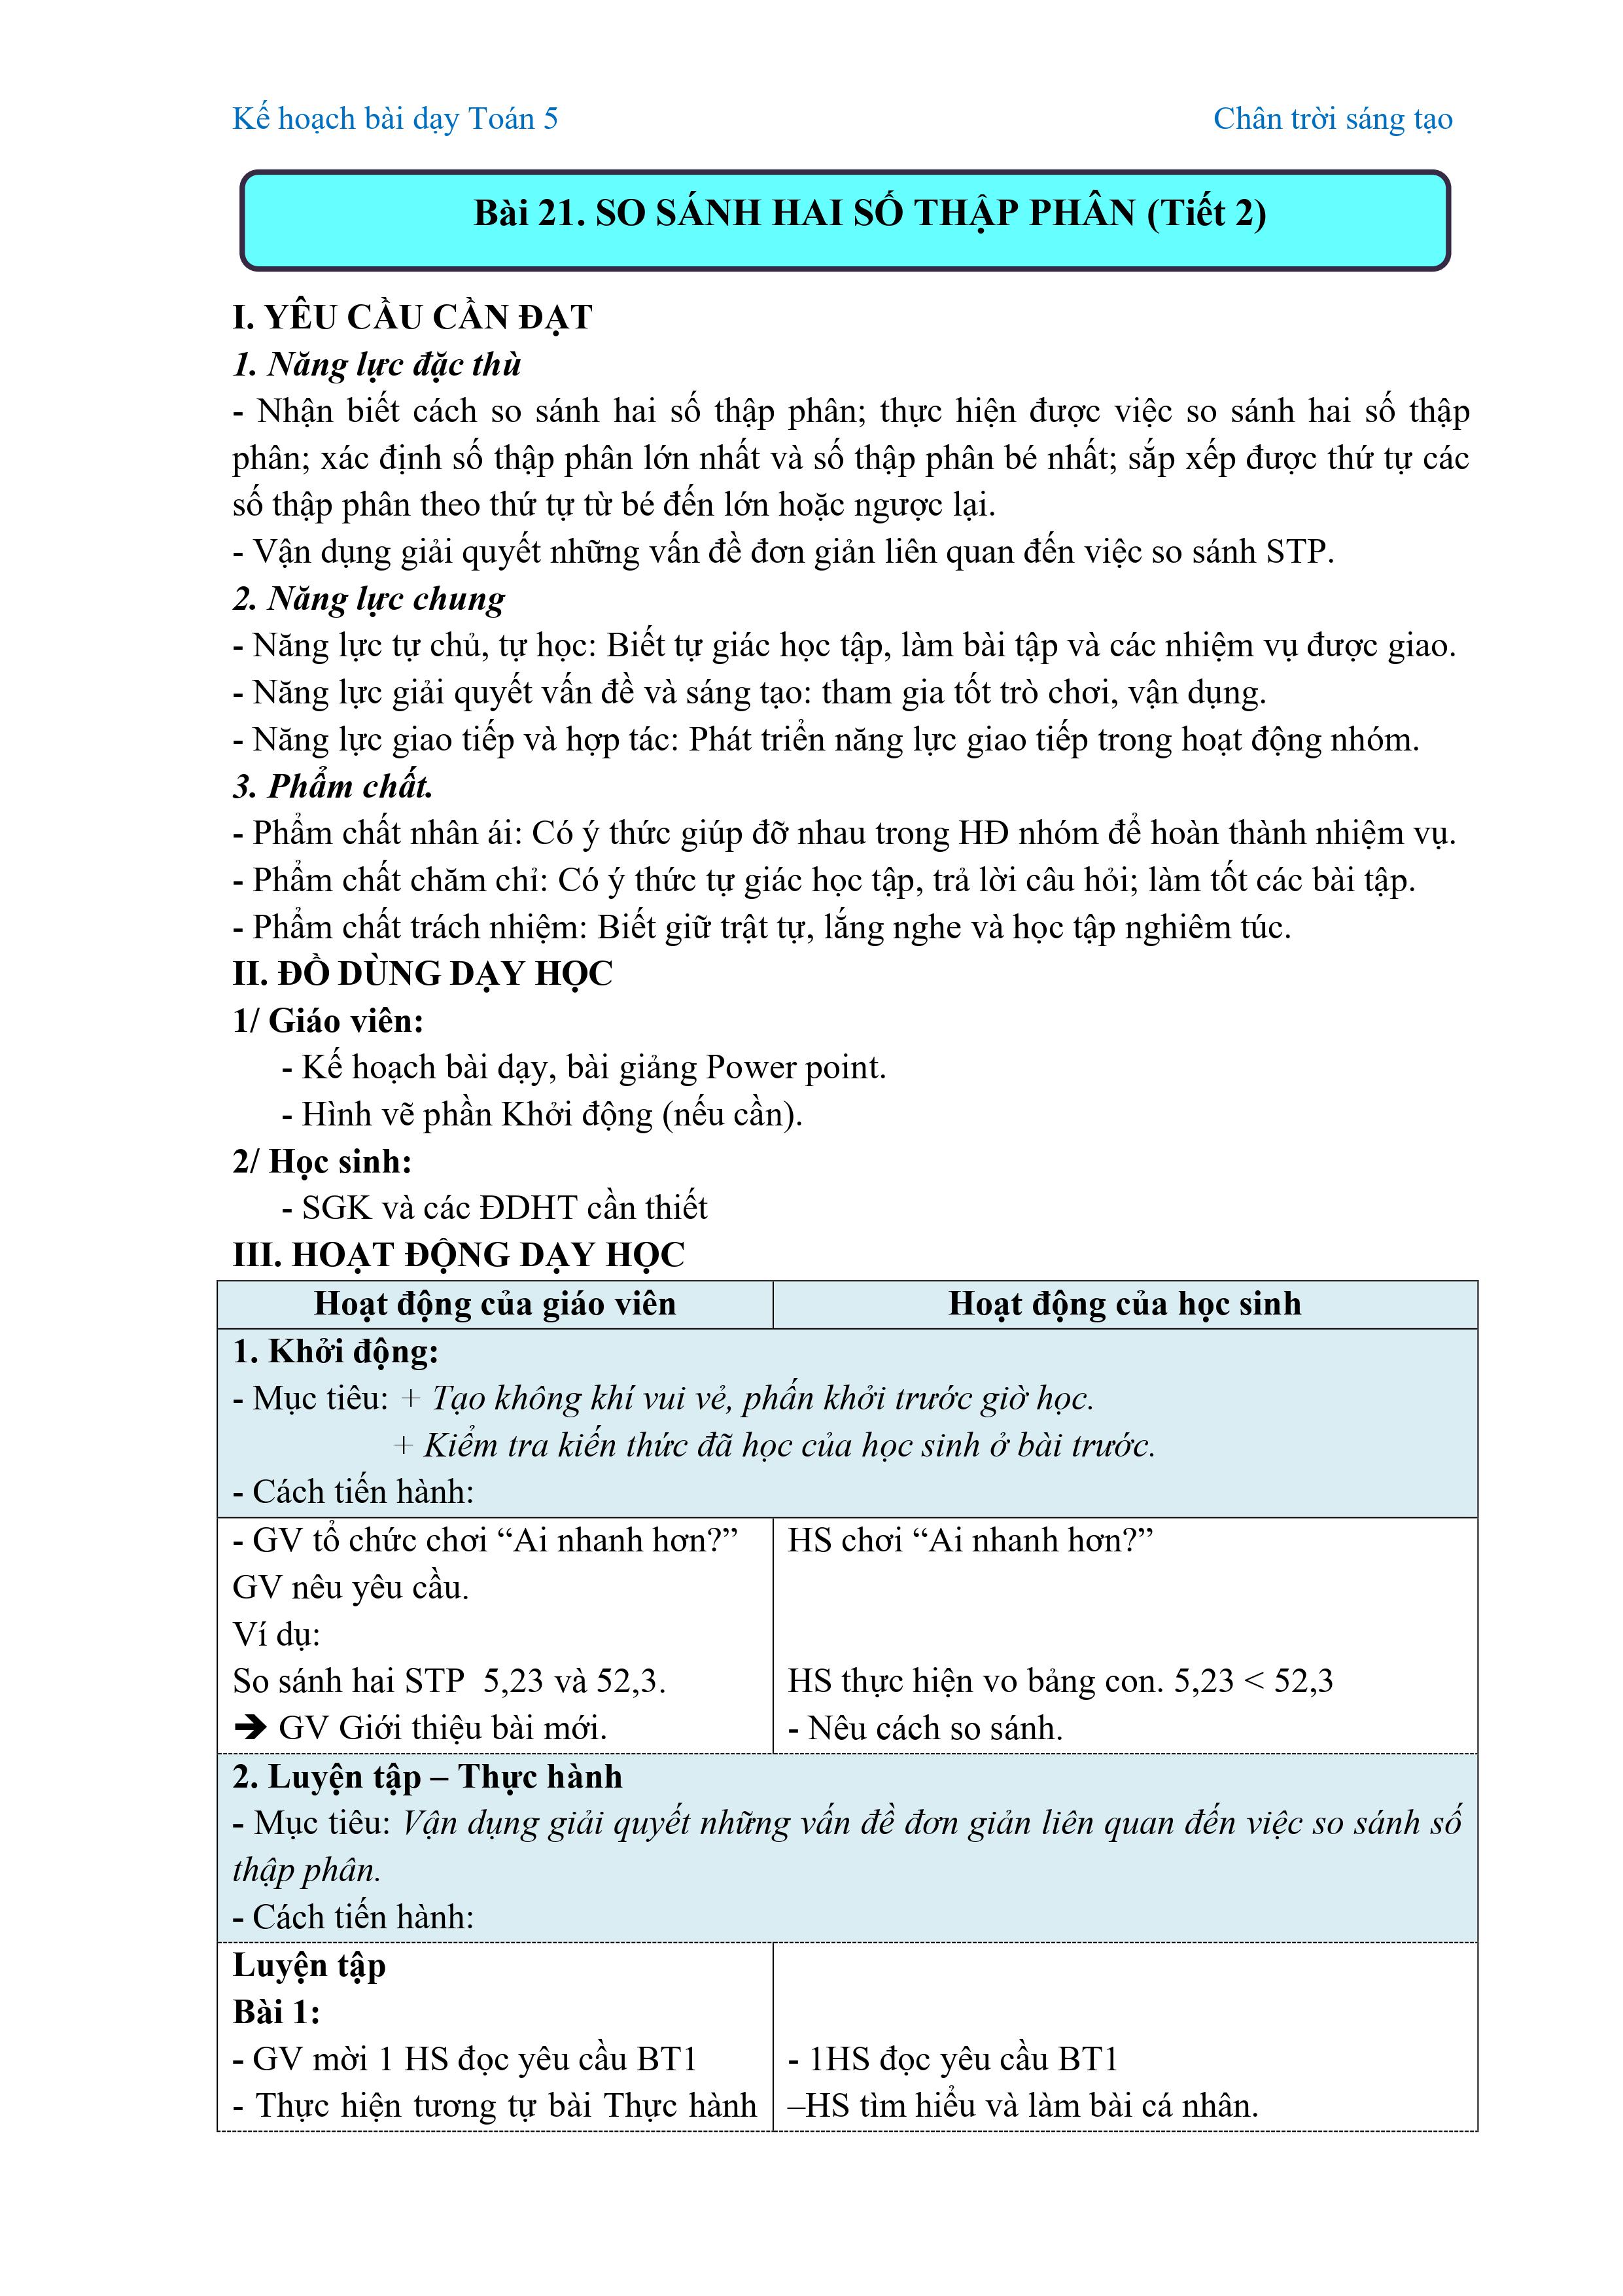 Kế hoạch bài dạy Toán 5 Chân trời sáng tạo
Bài 21. SO SÁNH HAI SỐ THẬP PHÂN (Tiết 2)
I. YÊU CẦU CẦN ĐẠT
1. Năng lực đặc thù
- Nhận biết cách so sánh hai số thập phân; thực hiện được việc so sánh hai số thập
phân; xác định số thập phân lớn nhất và số thập phân bé nhất; sắp xếp được thứ tự các
số thập phân theo thứ tự từ bé đến lớn hoặc ngược lại.
- Vận dụng giải quyết những vấn đề đơn giản liên quan đến việc so sánh STP.
2. Năng lực chung
- Năng lực tự chủ, tự học: Biết tự giác học tập, làm bài tập và các nhiệm vụ được giao.
- Năng lực giải quyết vấn đề và sáng tạo: tham gia tốt trò chơi, vận dụng.
- Năng lực giao tiếp và hợp tác: Phát triển năng lực giao tiếp trong hoạt động nhóm.
3. Phẩm chất.
- Phẩm chất nhân ái: Có ý thức giúp đỡ nhau trong HĐ nhóm để hoàn thành nhiệm vụ.
- Phẩm chất chăm chỉ: Có ý thức tự giác học tập, trả lời câu hỏi; làm tốt các bài tập.
- Phẩm chất trách nhiệm: Biết giữ trật tự, lắng nghe và học tập nghiêm túc.
II. ĐỒ DÙNG DẠY HỌC
1/ Giáo viên:
- Kế hoạch bài dạy, bài giảng Power point.
- Hình vẽ phần Khởi động (nếu cần).
2/ Học sinh:
- SGK và các ĐDHT cần thiết
III. HOẠT ĐỘNG DẠY HỌC
Hoạt động của giáo viên
Hoạt động của học sinh
1. Khởi động:
- Mục tiêu: + Tạo không khí vui vẻ, phấn khởi trước giờ học.
+ Kiểm tra kiến thức đã học của học sinh ở bài trước.
- Cách tiến hành:
- GV tổ chức chơi “Ai nhanh hơn?”
GV nêu yêu cầu.
Ví dụ:
So sánh hai STP 5,23 và 52,3.
➔ GV Giới thiệu bài mới.
HS chơi “Ai nhanh hơn?”
HS thực hiện vo bảng con. 5,23 < 52,3
- Nêu cách so sánh.
2. Luyện tập – Thực hành
- Mục tiêu: Vận dụng giải quyết những vấn đề đơn giản liên quan đến việc so sánh số
thập phân.
- Cách tiến hành:
Luyện tập
Bài 1:
- GV mời 1 HS đọc yêu cầu BT1
- Thực hiện tương tự bài Thực hành
- 1HS đọc yêu cầu BT1
–HS tìm hiểu và làm bài cá nhân.